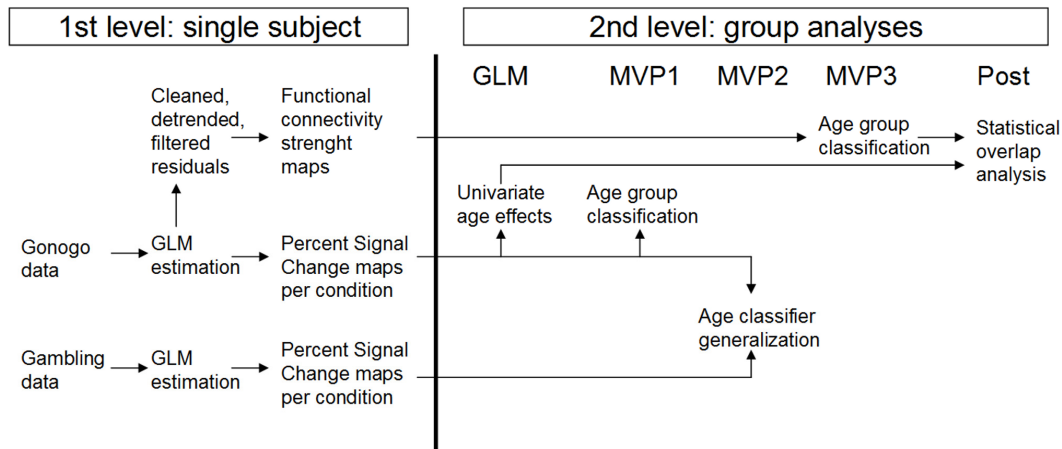 1st level: single subject
2nd level: group analyses
GLM
MVP1
MVP2
MVP3
Post
Cleaned,
detrended,
filtered
residuals
Functional
connectivity
strenght
maps
Age group
classification
Statistical
overlap
analysis
Univariate
age effects
Age group
classification
Gonogo
data
GLM
estimation
Percent Signal
Change maps
per condition
Age classifier
generalization
Gambling
data
GLM
estimation
Percent Signal
Change maps
per condition